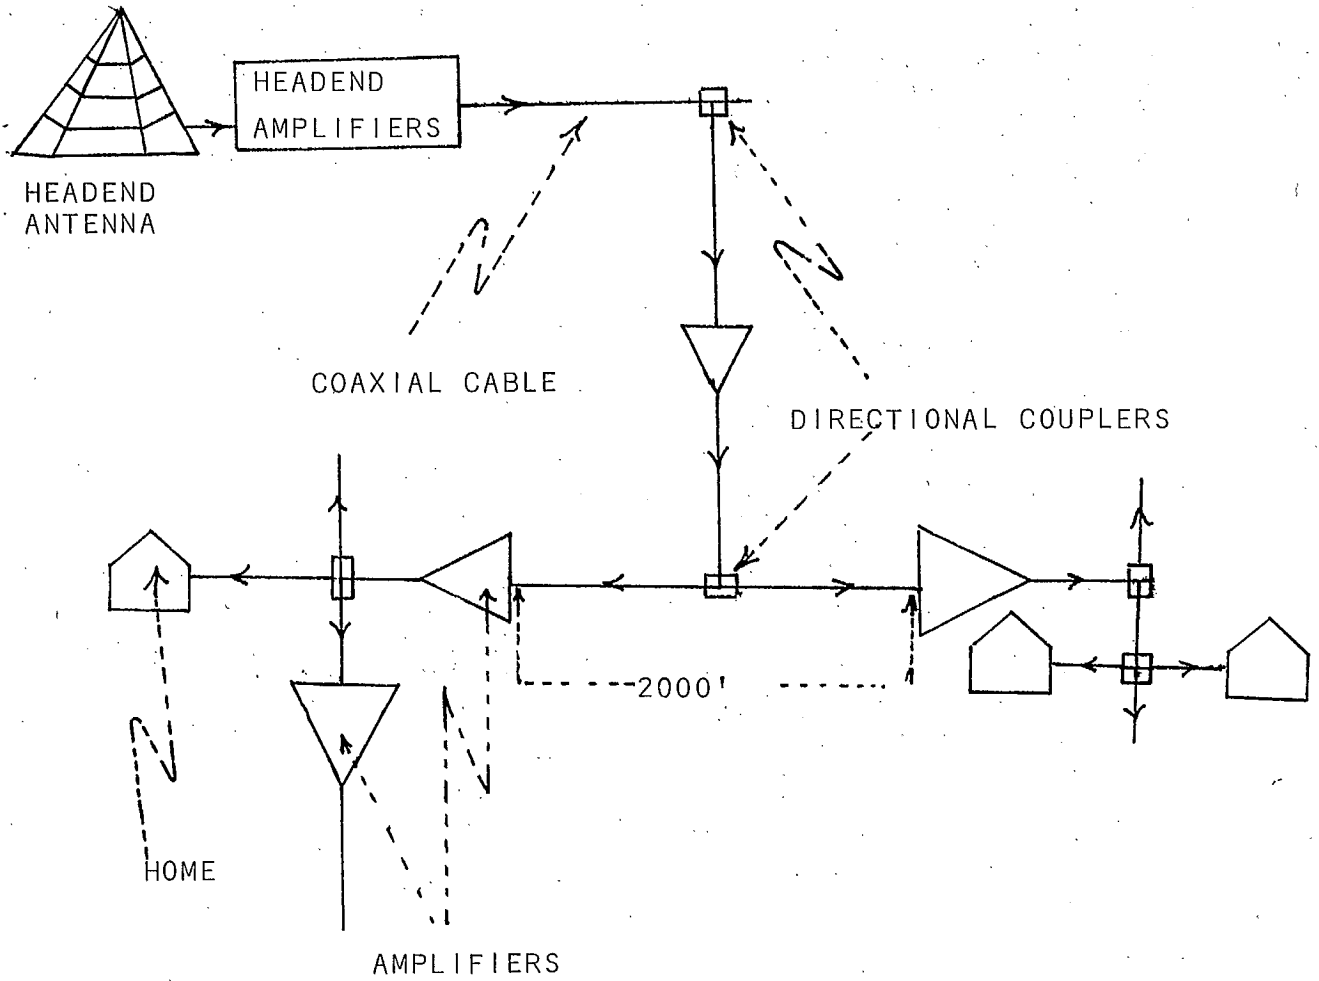 HEADEND
AMPLIFIERS
HEADEND
ANTENNA
COAXIAL CABLE
DIRECTIONAL COUPLERS
2000'
HOME
AMPLIFIERS